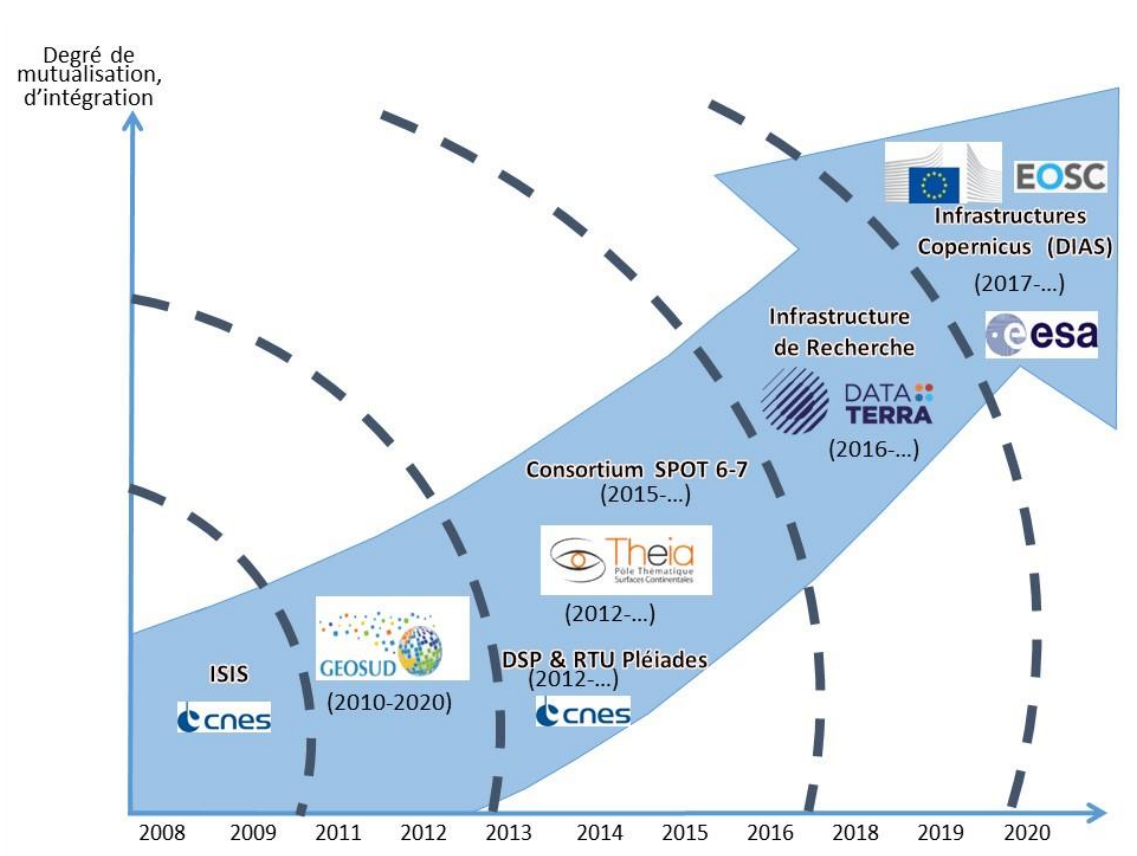 Degré de
mutualisation,
d'intégration
EOSC
Infrastructures
Copernicus (DIAS)
(2017-...)
esa
Infrastructure
de Recherche
DATA
TERRA
(2016-...)
Consortium SPOT 6-7
(2015-...)
Theia
Pôle Thématique
Surfaces Continentales
(2012-...)
GEOSUD
(2010-2020)
DSP & RTU Pléiades
(2012-...)
cnes
ISIS
cnes
2008 2009 2011 2012 2013 2014 2015 2016 2018 2019 2020